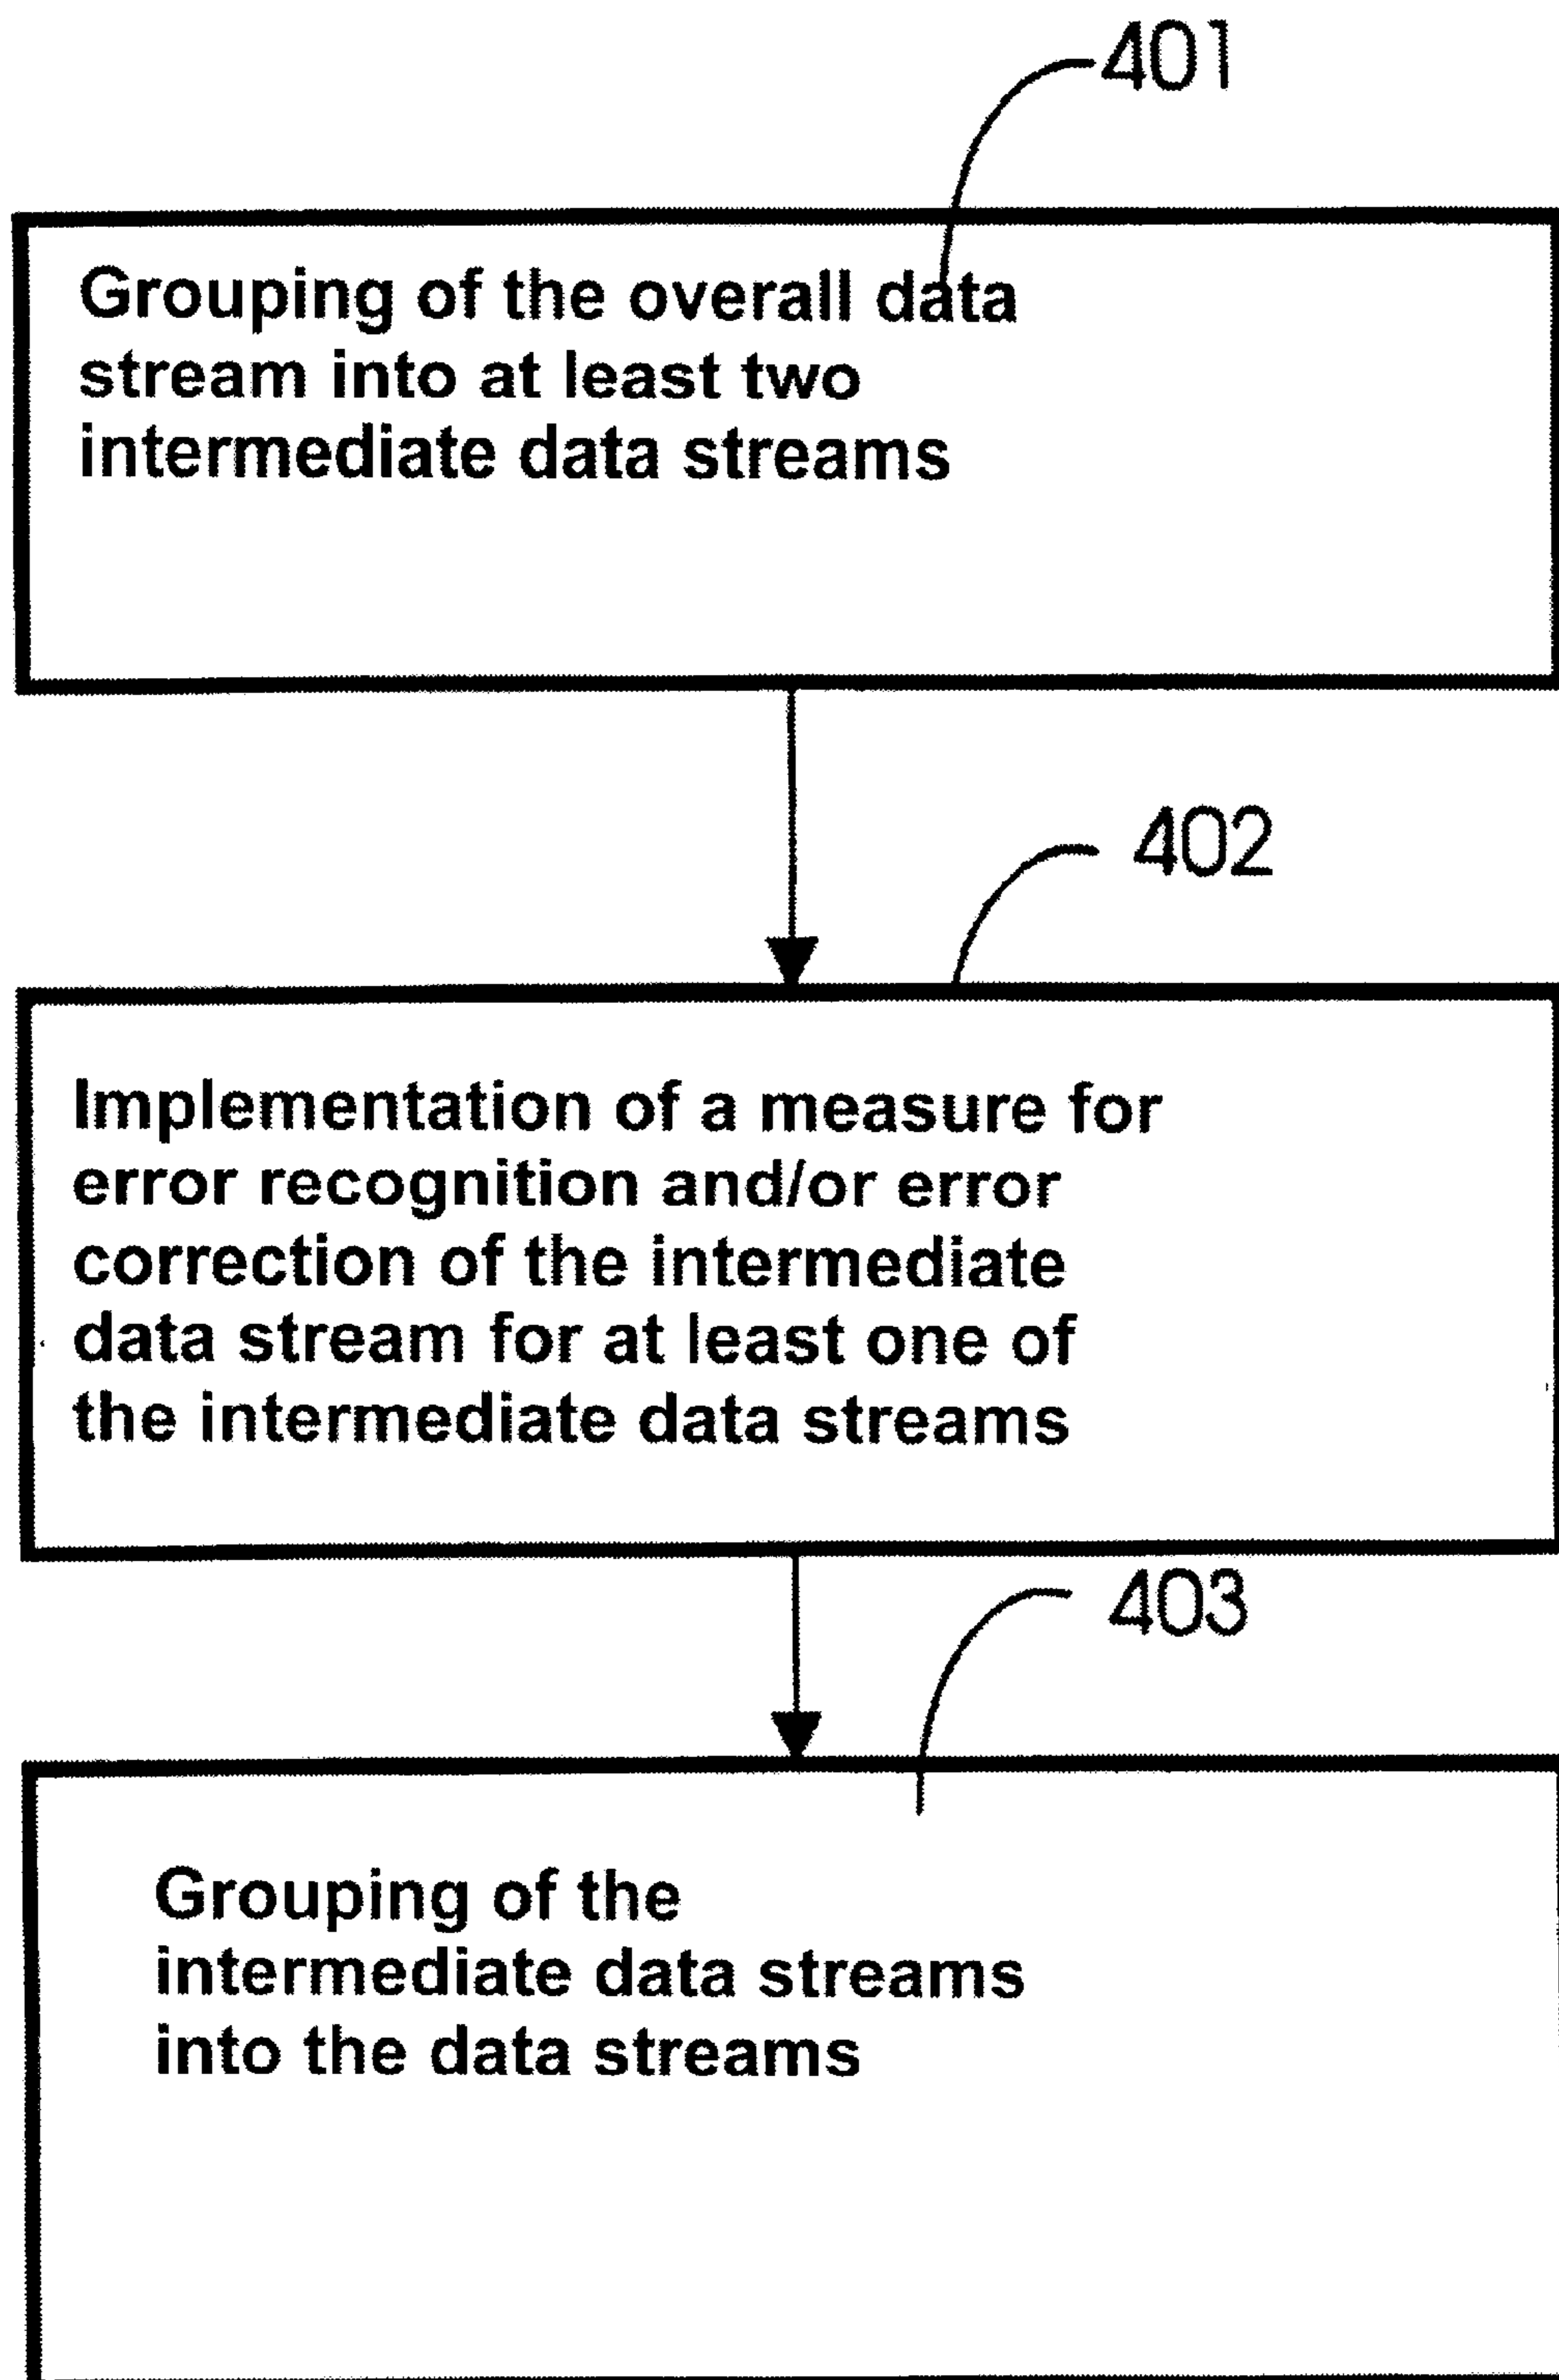 401
Grouping of the overall data
stream into at least two
intermediate data streams
402
Implementation of a measure for
error recognition and/or error
correction of the intermediate
data stream for at least one of
the intermediate data streams
403
Grouping of the
intermediate data streams
into the data streams